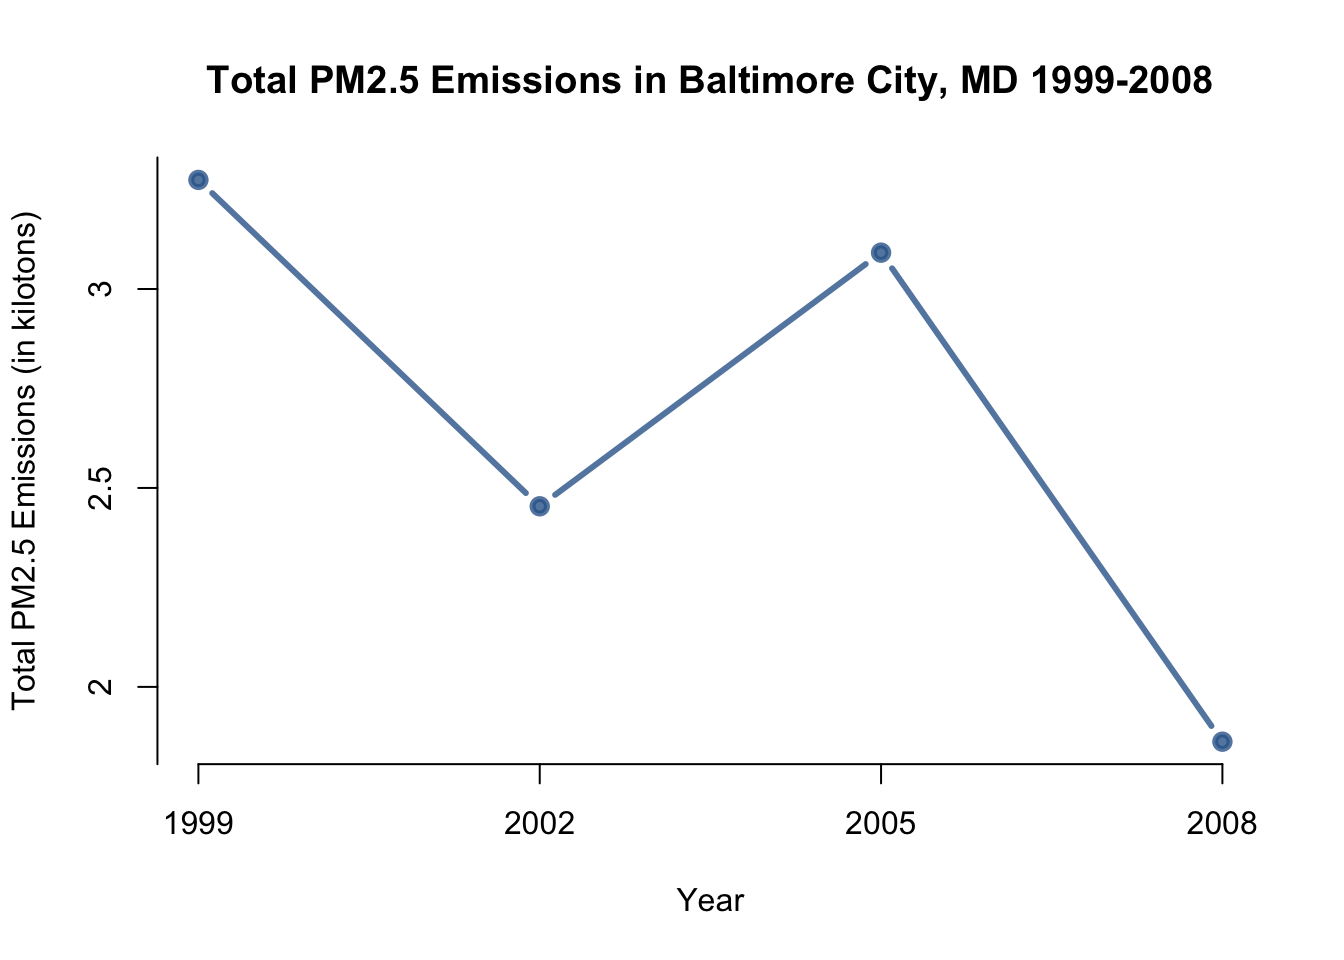 Total PM2.5 Emissions in Baltimore City, MD 1999-2008
Total PM2.5 Emissions (in kilotons)
3
2.5
2
1999 2002 2005 2008
Year